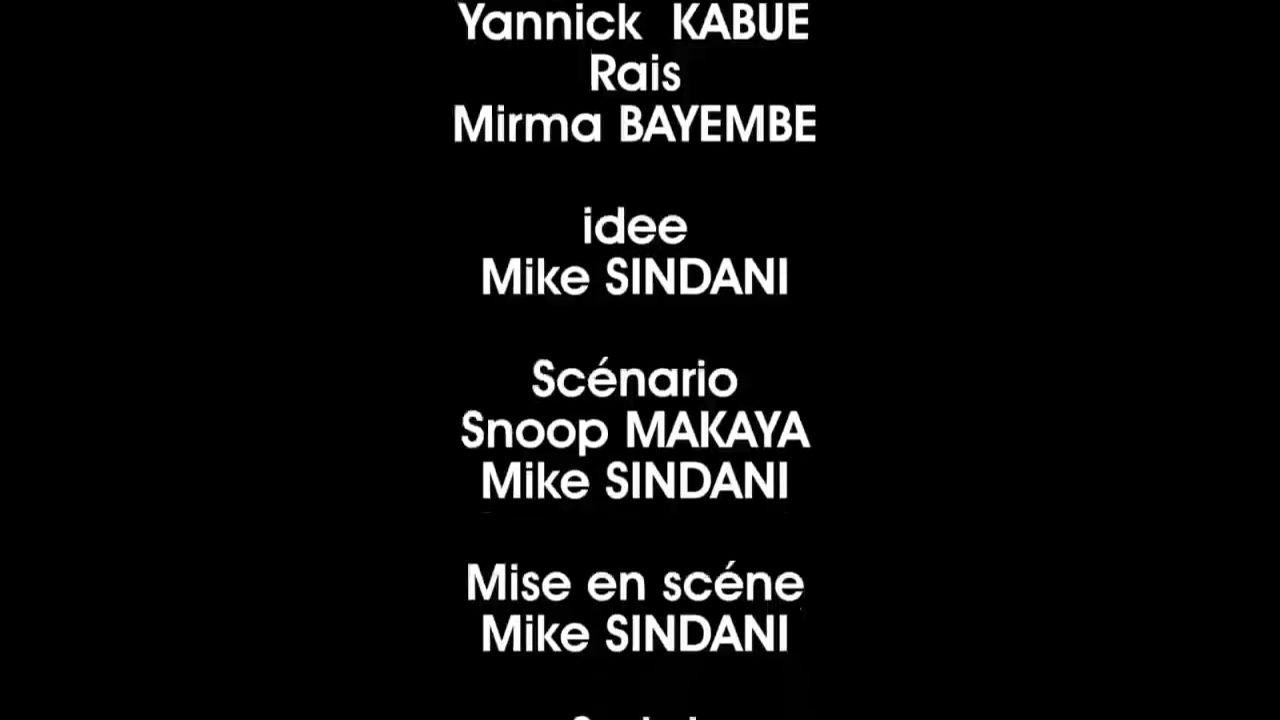 Yannick KABUE
Rais
Mirma BAYEMBE
idee
Mike SINDANI
Scénario
Snoop MAKAYA
Mike SINDANI
Mise en scéne
Mike SINDANI